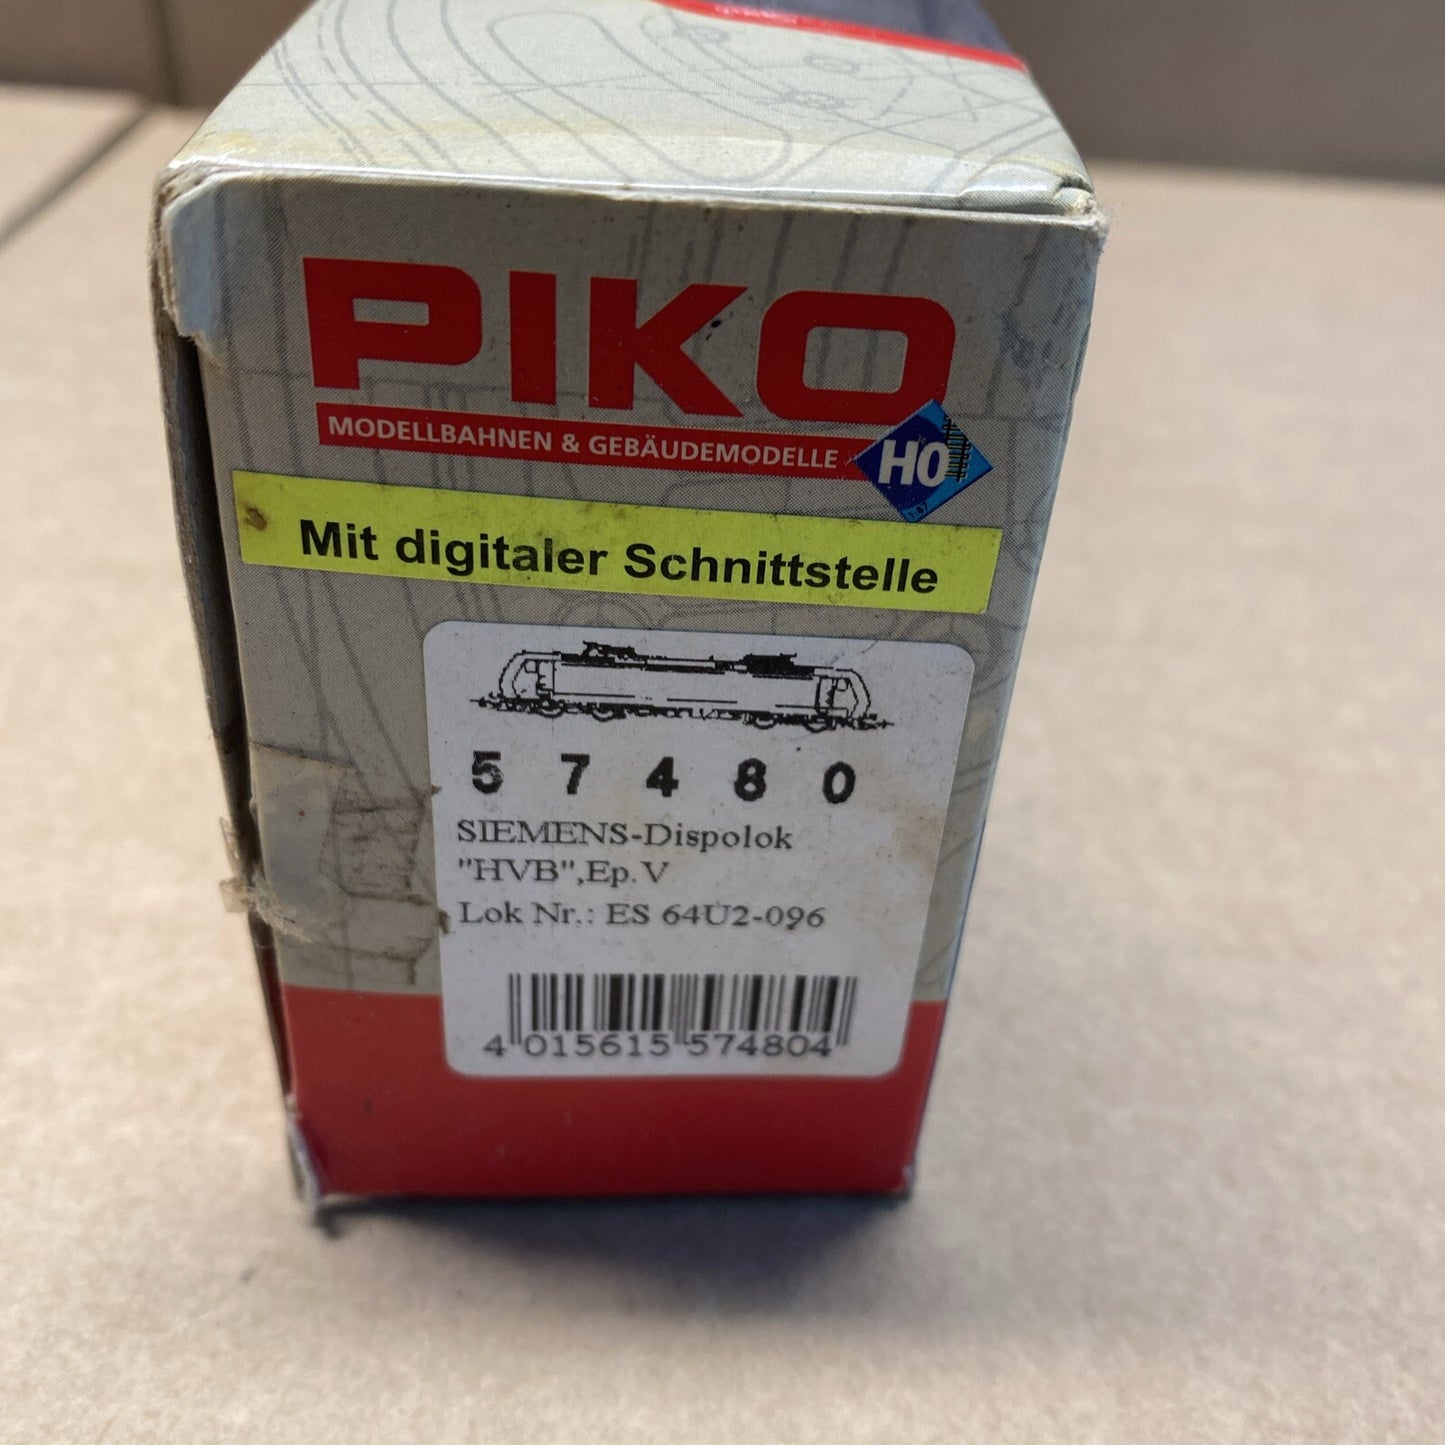 PIKO
MODELLBAHNEN & GEBÄUDEMODELLE
H0
Mit digitaler Schnittstelle
5 7 4 8 0
SIEMENS-Dispolok
"HVB",Ep.V
Lok Nr.: ES 64U2-096
4 015615 574804